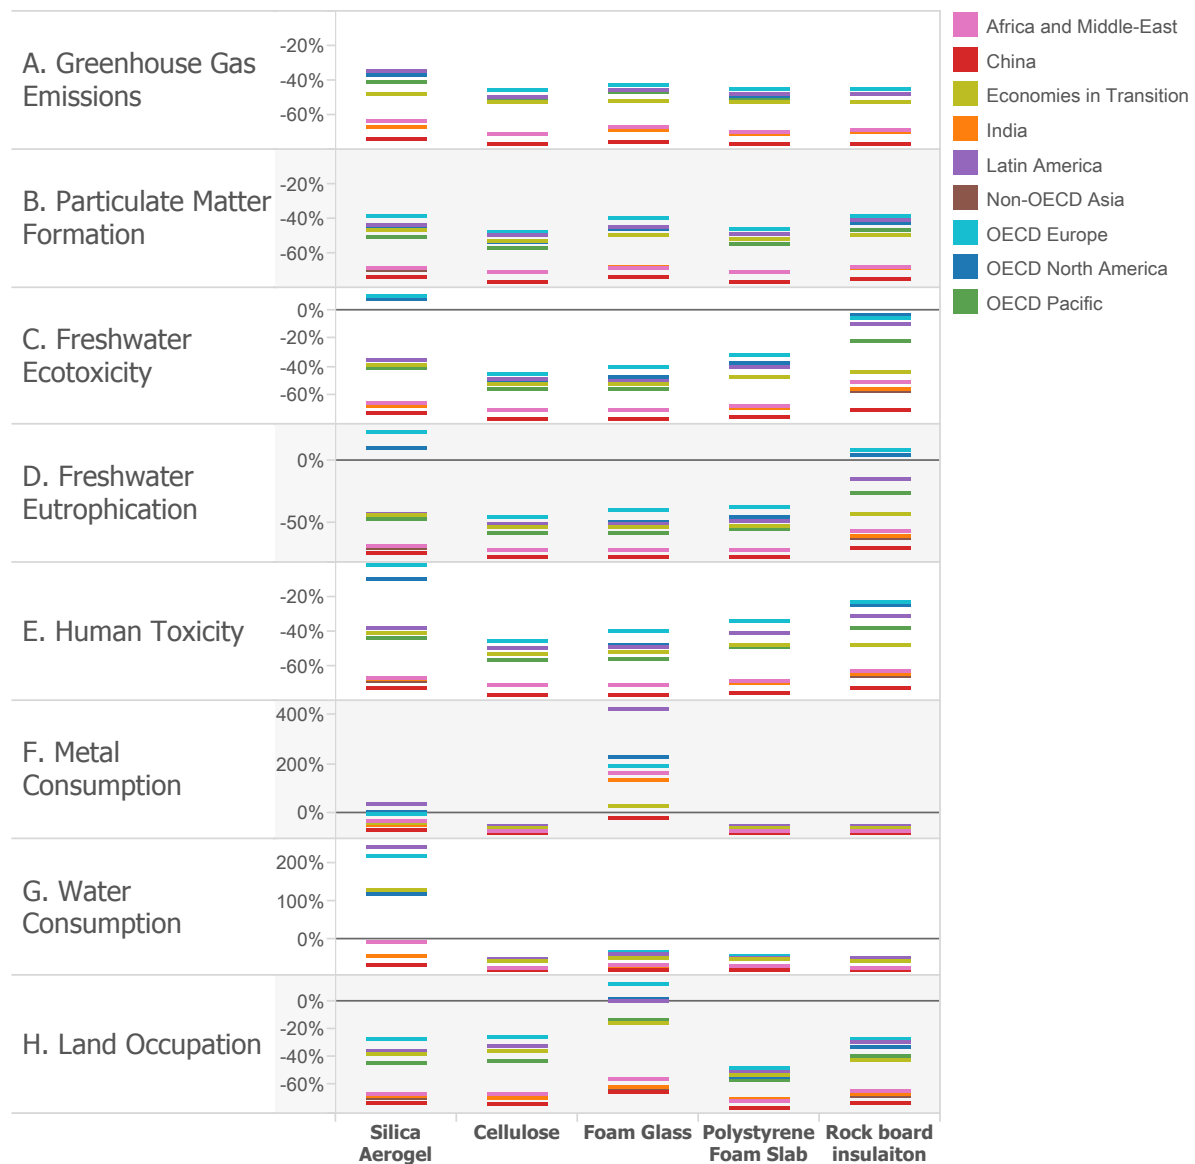 A. Greenhouse Gas
Emissions
-20%
-40%
-60%
B. Particulate Matter
Formation
-20%
-40%
-60%
C. Freshwater
Ecotoxicity
0%
-20%
-40%
-60%
D. Freshwater
Eutrophication
0%
-50%
E. Human Toxicity
-20%
-40%
-60%
F. Metal
Consumption
400%
200%
0%
G. Water
Consumption
200%
100%
0%
H. Land Occupation
0%
-20%
-40%
-60%
Silica
Aerogel
Cellulose
Foam Glass
Polystyrene
Foam Slab
Rock board
insulaiton
Africa and Middle-East
China
Economies in Transition
India
Latin America
Non-OECD Asia
OECD Europe
OECD North America
OECD Pacific